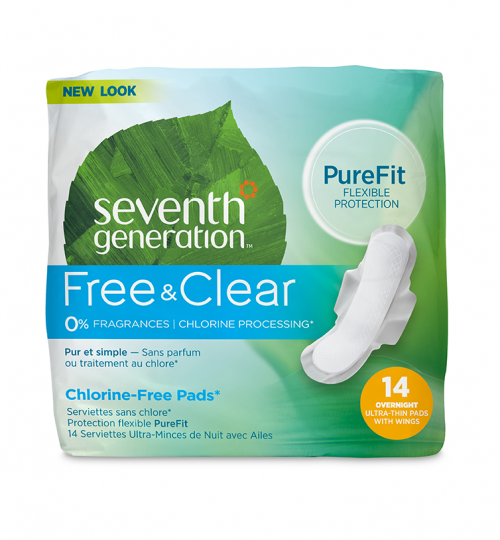 NEW LOOK
seventh
generation™
PureFit
FLEXIBLE
PROTECTION
Free & Clear
0% FRAGRANCES | CHLORINE PROCESSING*
Pur et simple — Sans parfum
ou traitement au chlore*
Chlorine-Free Pads*
Serviettes sans chlore*
Protection flexible PureFit
14 Serviettes Ultra-Minces de Nuit avec Ailes
14
OVERNIGHT
ULTRA-THIN PADS
WITH WINGS